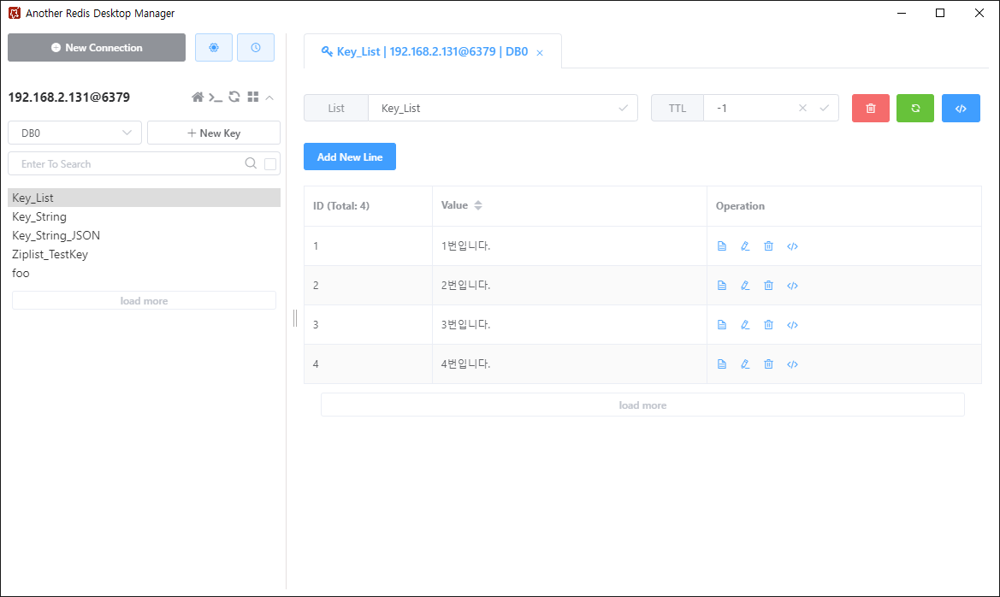 Another Redis Desktop Manager
New Connection
192.168.2.131@6379
DB0
New Key
Enter To Search
Key_List
Key_String
Key_String_JSON
Ziplist_TestKey
foo
load more
Key_List | 192.168.2.131@6379 | DB0
List Key_List TTL -1
Add New Line
ID (Total: 4) Value Operation
1 1번입니다.
2 2번입니다.
3 3번입니다.
4 4번입니다.
load more